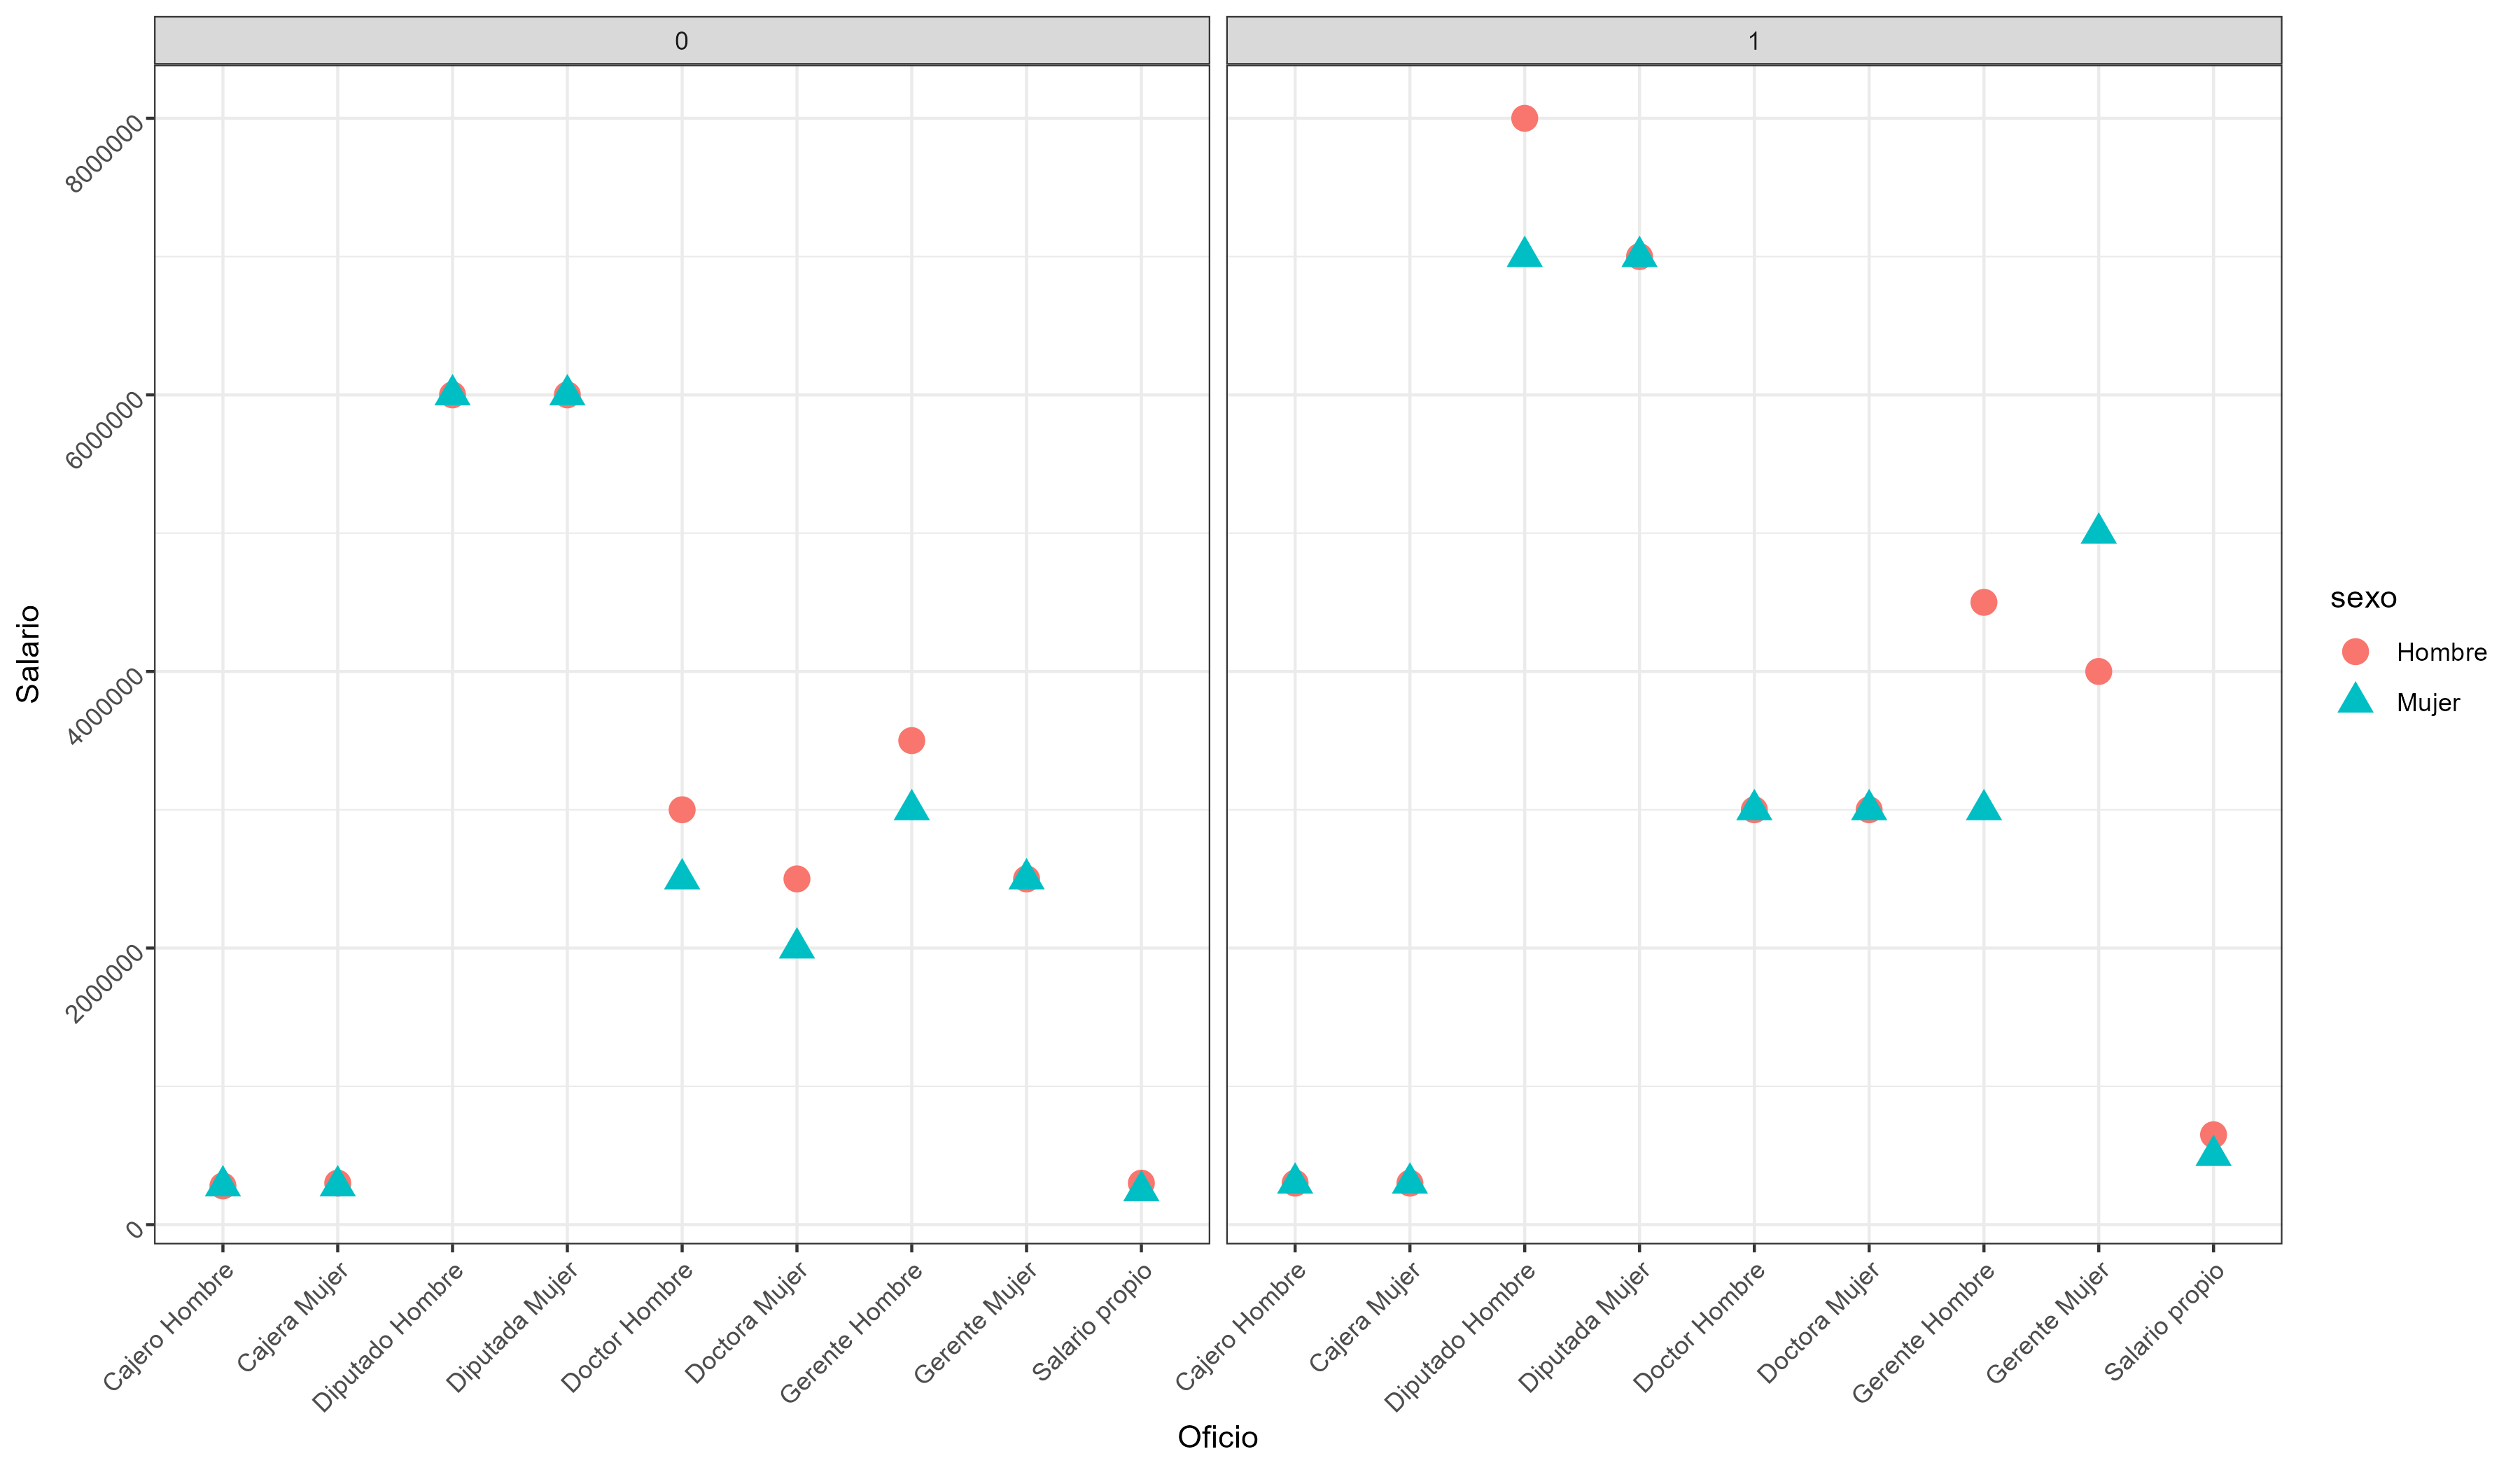 0
1
Salario
8000000
6000000
4000000
2000000
0
Cajero Hombre
Cajera Mujer
Diputado Hombre
Diputada Mujer
Doctor Hombre
Doctora Mujer
Gerente Hombre
Gerente Mujer
Salario propio
Cajero Hombre
Cajera Mujer
Diputado Hombre
Diputada Mujer
Doctor Hombre
Doctora Mujer
Gerente Hombre
Gerente Mujer
Salario propio
Oficio
sexo
Hombre
Mujer